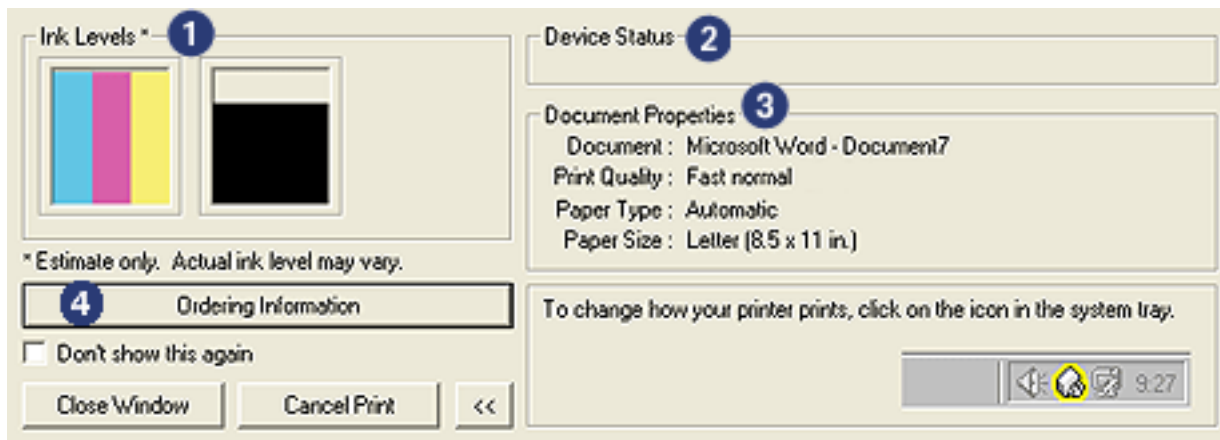 Ink Levels * 1
* Estimate only. Actual ink level may vary.
4 Ordering Information
Don't show this again
Close Window Cancel Print <<
Device Status 2
Document Properties 3
Document : Microsoft Word - Document7
Print Quality : Fast normal
Paper Type : Automatic
Paper Size : Letter (8.5 x 11 in.)
To change how your printer prints, click on the icon in the system tray.
9:27